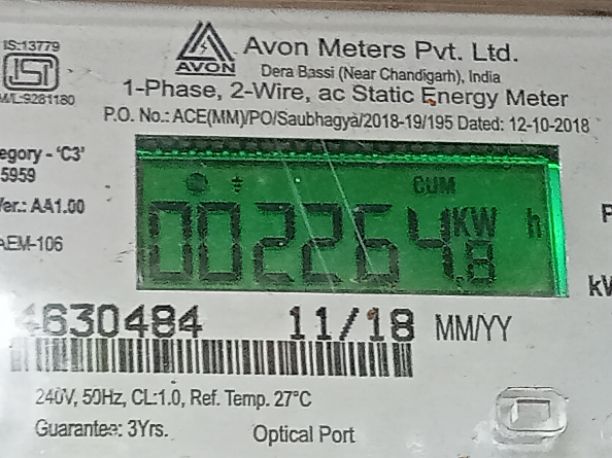 IS:13779
AVON
Avon Meters Pvt. Ltd.
Dera Bassi (Near Chandigarh), India
M/L:9281180
1-Phase, 2-Wire, ac Static Energy Meter
P.O. No.: ACE(MM)/PO/Saubhagya/2018-19/195 Dated: 12-10-2018
egory - 'C3'
5959
Ver.: AA1.00
AEM-106
CUM
002264.8 KW h
4630484 11/18 MM/YY
240V, 50Hz, CL:1.0, Ref. Temp. 27°C
Guarantee: 3Yrs.
Optical Port